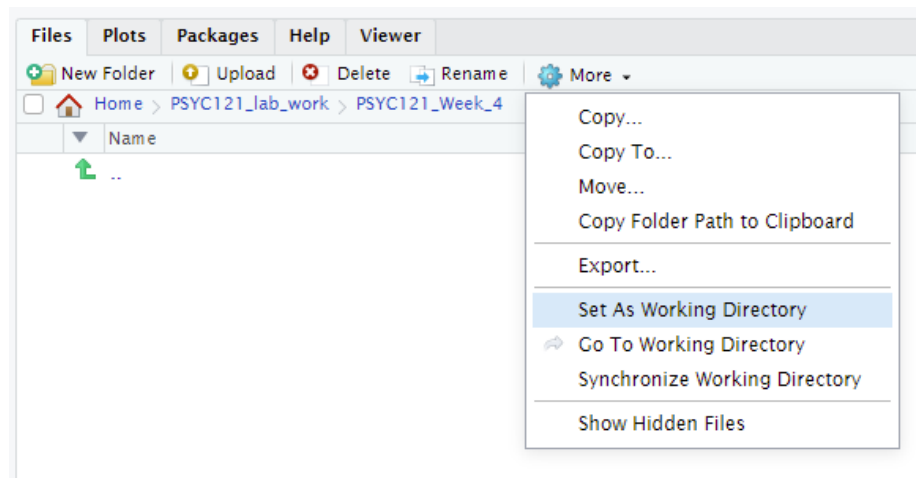 Files Plots Packages Help Viewer
New Folder Upload Delete Rename More
Home > PSYC121_lab_work > PSYC121_Week_4
Name
..
Copy...
Copy To...
Move...
Copy Folder Path to Clipboard
Export...
Set As Working Directory
Go To Working Directory
Synchronize Working Directory
Show Hidden Files